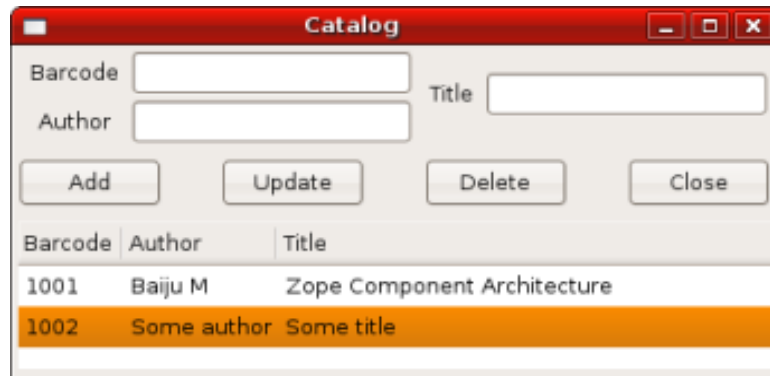 Catalog
Barcode
Title
Author
Add Update Delete Close
Barcode Author Title
1001 Baiju M Zope Component Architecture
1002 Some author Some title